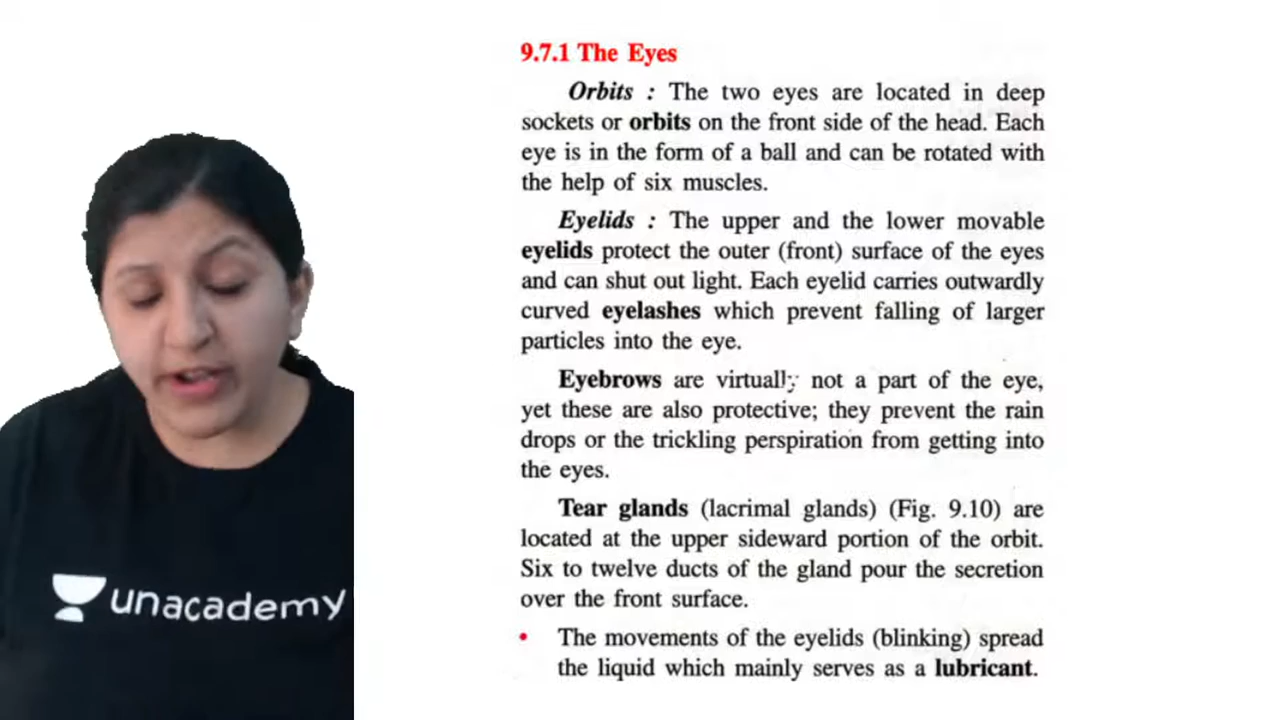 9.7.1 The Eyes
Orbits : The two eyes are located in deep
sockets or orbits on the front side of the head. Each
eye is in the form of a ball and can be rotated with
the help of six muscles.
Eyelids : The upper and the lower movable
eyelids protect the outer (front) surface of the eyes
and can shut out light. Each eyelid carries outwardly
curved eyelashes which prevent falling of larger
particles into the eye.
Eyebrows are virtually not a part of the eye,
yet these are also protective; they prevent the rain
drops or the trickling perspiration from getting into
the eyes.
Tear glands (lacrimal glands) (Fig. 9.10) are
located at the upper sideward portion of the orbit.
Six to twelve ducts of the gland pour the secretion
over the front surface.
• The movements of the eyelids (blinking) spread
the liquid which mainly serves as a lubricant.
unacademy